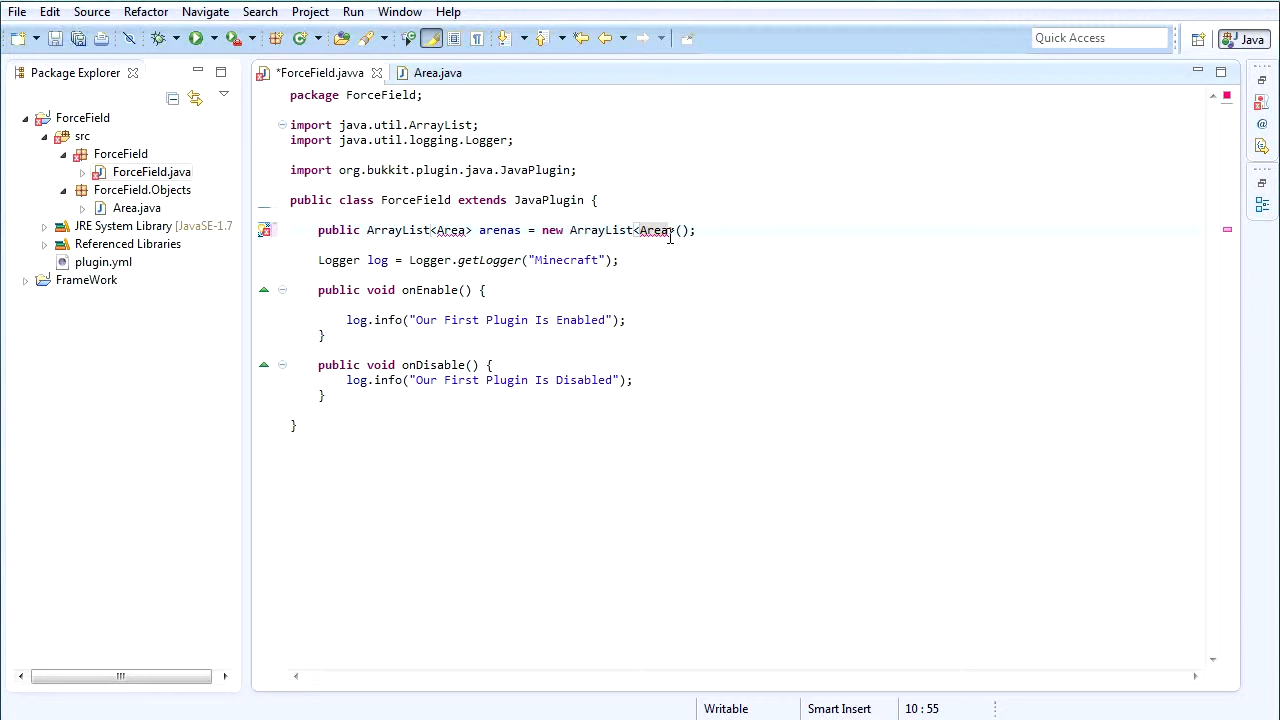 File Edit Source Refactor Navigate Search Project Run Window Help
Quick Access
Java
Package Explorer
*ForceField.java
Area.java
ForceField
src
ForceField
ForceField.java
ForceField.Objects
Area.java
JRE System Library [JavaSE-1.7
Referenced Libraries
plugin.yml
FrameWork
package ForceField;
import java.util.ArrayList;
import java.util.logging.Logger;
import org.bukkit.plugin.java.JavaPlugin;
public class ForceField extends JavaPlugin {
public ArrayList<Area> arenas = new ArrayList<Area>();
Logger log = Logger.getLogger("Minecraft");
public void onEnable() {
log.info("Our First Plugin Is Enabled");
}
public void onDisable() {
log.info("Our First Plugin Is Disabled");
}
}
Writable
Smart Insert
10 : 55